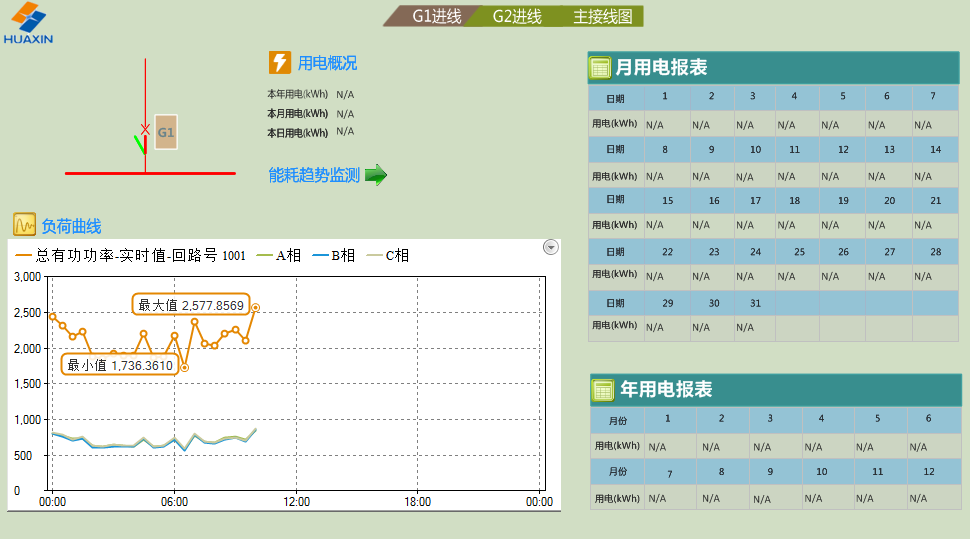 HUAXIN
G1进线 G2进线 主接线图
G1
用电概况
本年用电(kWh) N/A
本月用电(kWh) N/A
本日用电(kWh) N/A
能耗趋势监测
负荷曲线
总有功功率-实时值-回路号 1001 A相 B相 C相
3,000
2,500
2,000
1,500
1,000
500
0
最大值 2,577.8569
最小值 1,736.3610
00:00 06:00 12:00 18:00 00:00
月用电报表
日期 1 2 3 4 5 6 7
用电(kWh) N/A N/A N/A N/A N/A N/A N/A
日期 8 9 10 11 12 13 14
用电(kWh) N/A N/A N/A N/A N/A N/A N/A
日期 15 16 17 18 19 20 21
用电(kWh) N/A N/A N/A N/A N/A N/A N/A
日期 22 23 24 25 26 27 28
用电(kWh) N/A N/A N/A N/A N/A N/A N/A
日期 29 30 31
用电(kWh) N/A N/A N/A
年用电报表
月份 1 2 3 4 5 6
用电(kWh) N/A N/A N/A N/A N/A N/A
月份 7 8 9 10 11 12
用电(kWh) N/A N/A N/A N/A N/A N/A